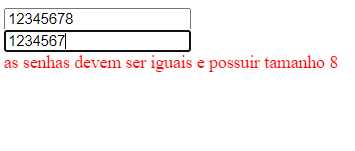 12345678
1234567
as senhas devem ser iguais e possuir tamanho 8